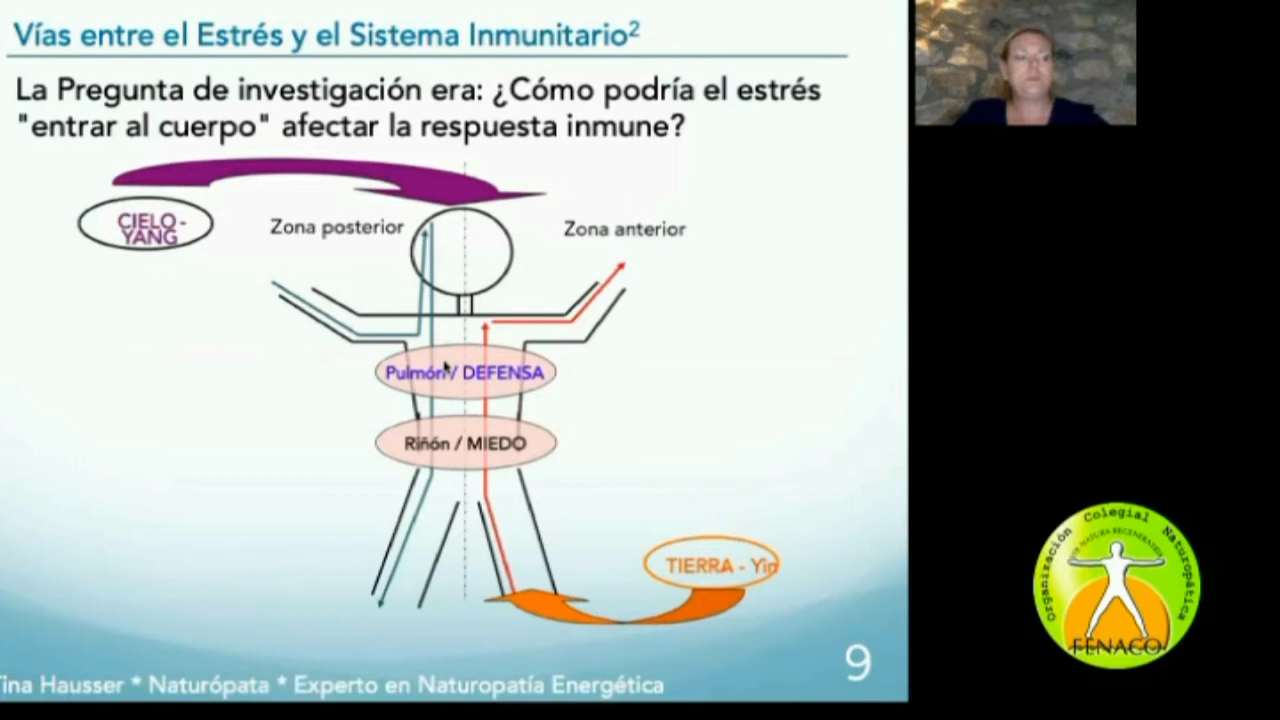 Vías entre el Estrés y el Sistema Inmunitario²
La Pregunta de investigación era: ¿Cómo podría el estrés
"entrar al cuerpo" afectar la respuesta inmune?
CIELO -
YANG
Zona posterior
Zona anterior
Pulmón / DEFENSA
Riñón / MIEDO
TIERRA - Yin
9
Tina Hausser * Naturópata * Experto en Naturopatía Energética
Organización Colegial Naturopática
NATURA REGENERABIS
FENACO